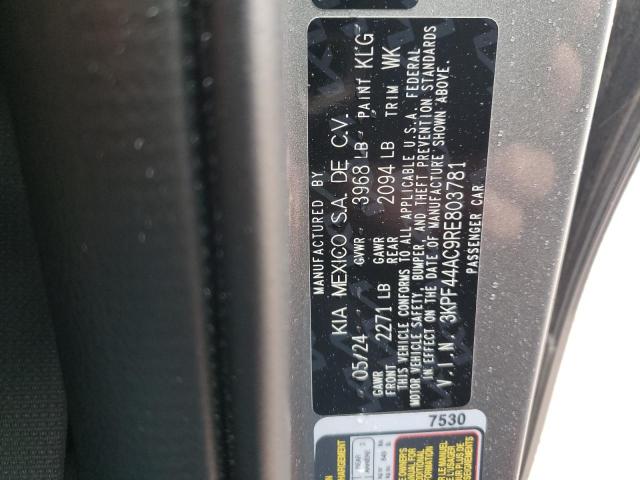 MANUFACTURED BY
KIA MEXICO S.A. DE C.V.
05/24 GVWR 3968 LB PAINT KLG
GAWR FRONT 2271 LB GAWR REAR 2094 LB TRIM WK
THIS VEHICLE CONFORMS TO ALL APPLICABLE U.S.A. FEDERAL
MOTOR VEHICLE SAFETY, BUMPER, AND THEFT PREVENTION STANDARDS
IN EFFECT ON THE DATE OF MANUFACTURE SHOWN ABOVE.
V.I.N. 3KPF44AC9RE803781
PASSENGER CAR
7530